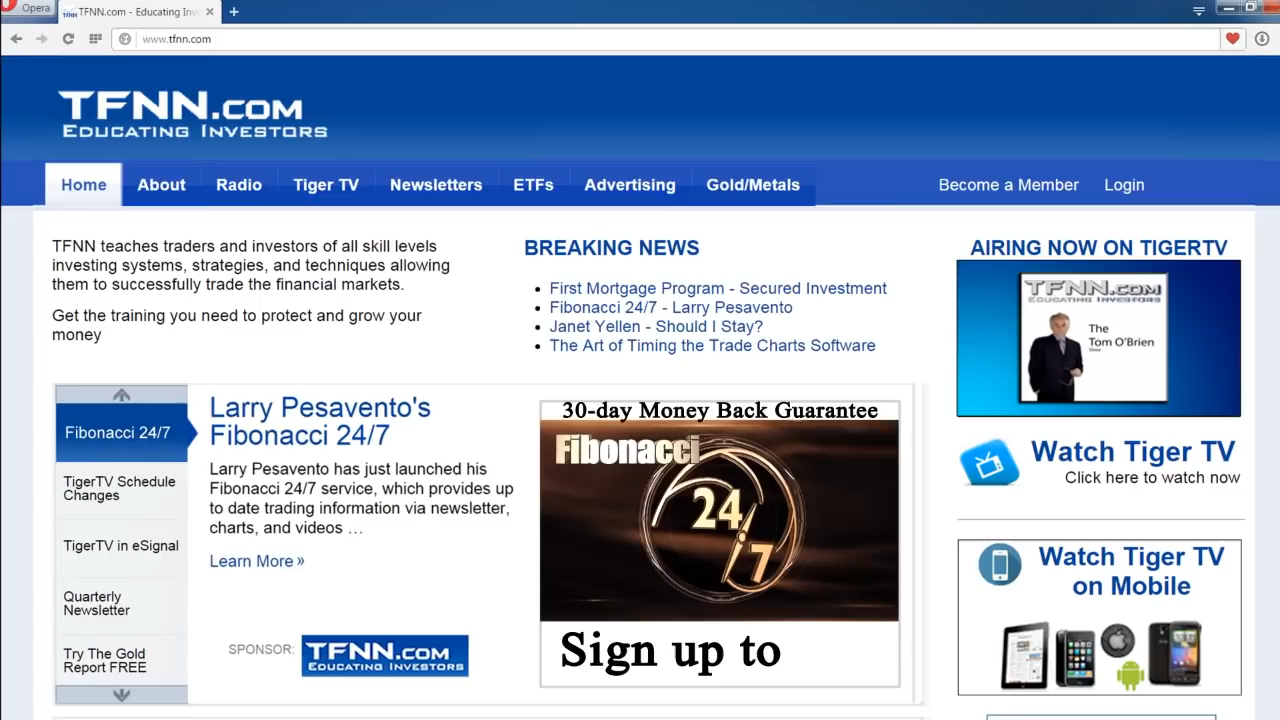 Opera
TFNN.com - Educating Inv
www.tfnn.com
TFNN.COM
EDUCATING INVESTORS
Home
About
Radio
Tiger TV
Newsletters
ETFs
Advertising
Gold/Metals
Become a Member
Login
TFNN teaches traders and investors of all skill levels
investing systems, strategies, and techniques allowing
them to successfully trade the financial markets.
Get the training you need to protect and grow your
money
BREAKING NEWS
First Mortgage Program - Secured Investment
Fibonacci 24/7 - Larry Pesavento
Janet Yellen - Should I Stay?
The Art of Timing the Trade Charts Software
AIRING NOW ON TIGERTV
TFNN.COM
EDUCATING INVESTORS
The
Tom O'Brien
Show
Watch Tiger TV
Click here to watch now
Watch Tiger TV
on Mobile
Fibonacci 24/7
TigerTV Schedule
Changes
TigerTV in eSignal
Quarterly
Newsletter
Try The Gold
Report FREE
Larry Pesavento's
Fibonacci 24/7
Larry Pesavento has just launched his
Fibonacci 24/7 service, which provides up
to date trading information via newsletter,
charts, and videos …
Learn More »
SPONSOR:
TFNN.COM
EDUCATING INVESTORS
30-day Money Back Guarantee
Fibonacci
24
7
Sign up to